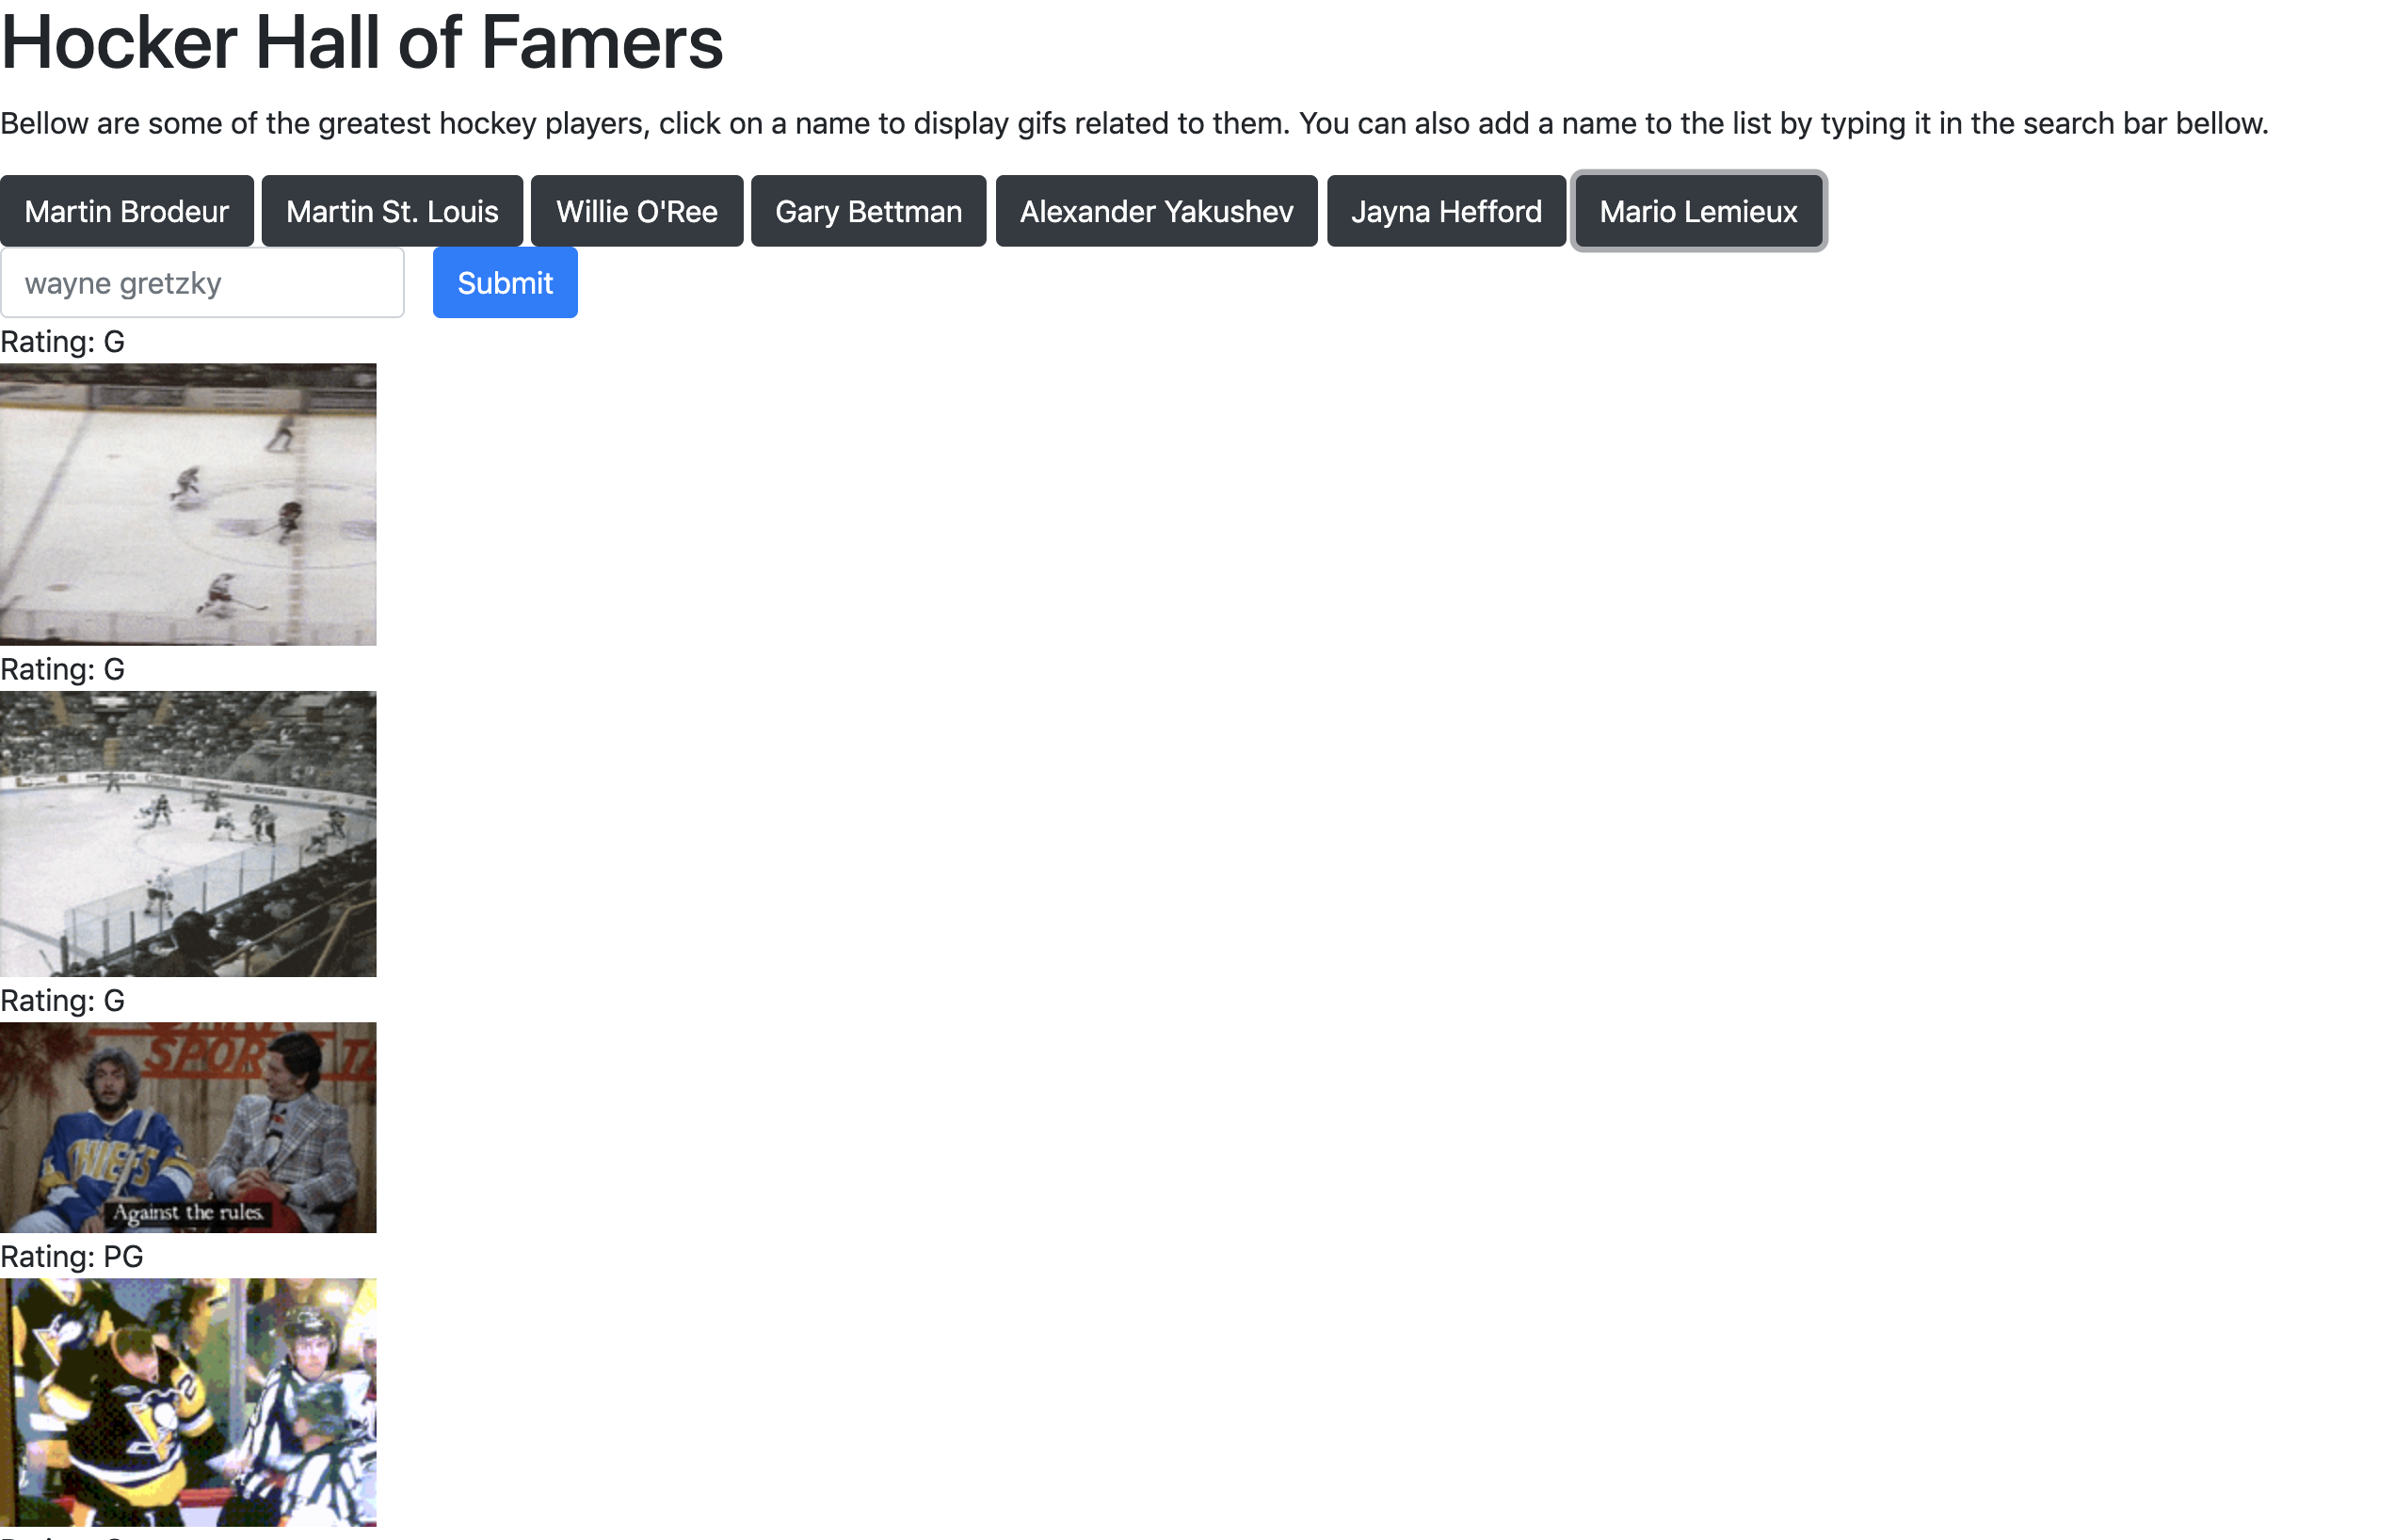 Hocker Hall of Famers
Bellow are some of the greatest hockey players, click on a name to display gifs related to them. You can also add a name to the list by typing it in the search bar bellow.
Martin Brodeur Martin St. Louis Willie O'Ree Gary Bettman Alexander Yakushev Jayna Hefford Mario Lemieux
wayne gretzky Submit
Rating: G
Rating: G
NISSAN
Rating: G
SPOR
CHIEFS
Against the rules.
Rating: PG